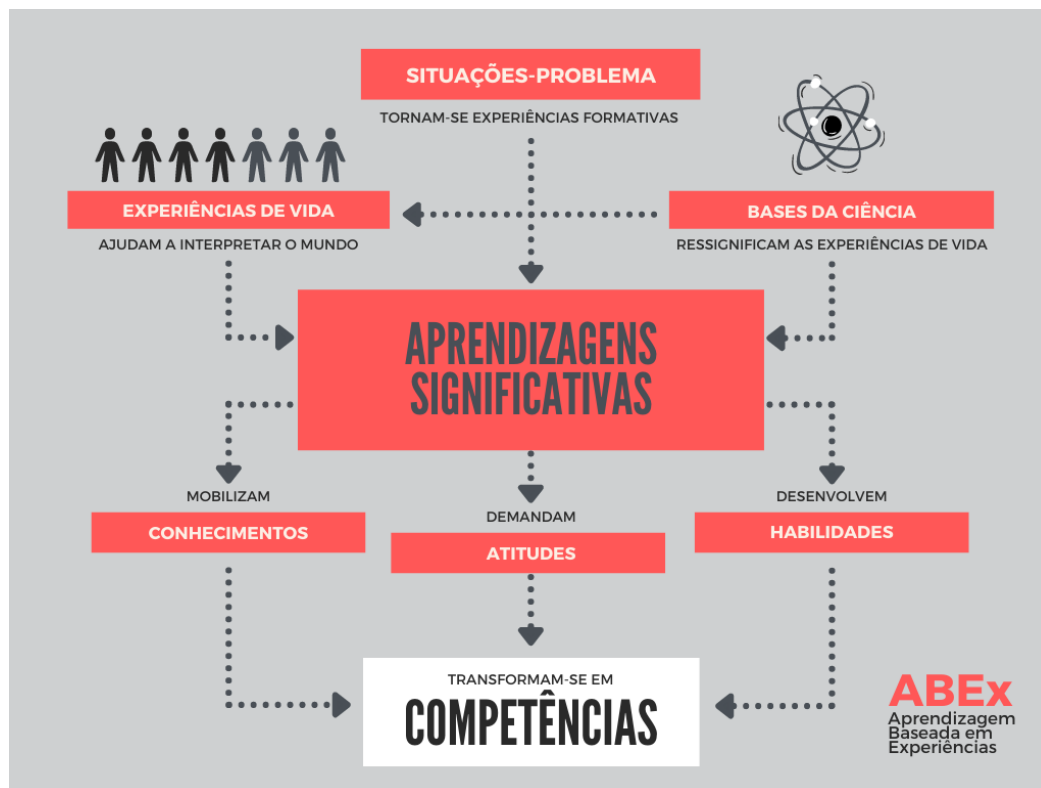 SITUAÇÕES-PROBLEMA
TORNAM-SE EXPERIÊNCIAS FORMATIVAS
EXPERIÊNCIAS DE VIDA
AJUDAM A INTERPRETAR O MUNDO
BASES DA CIÊNCIA
RESSIGNIFICAM AS EXPERIÊNCIAS DE VIDA
APRENDIZAGENS
SIGNIFICATIVAS
MOBILIZAM
CONHECIMENTOS
DEMANDAM
ATITUDES
DESENVOLVEM
HABILIDADES
TRANSFORMAM-SE EM
COMPETÊNCIAS
ABEx
Aprendizagem
Baseada em
Experiências